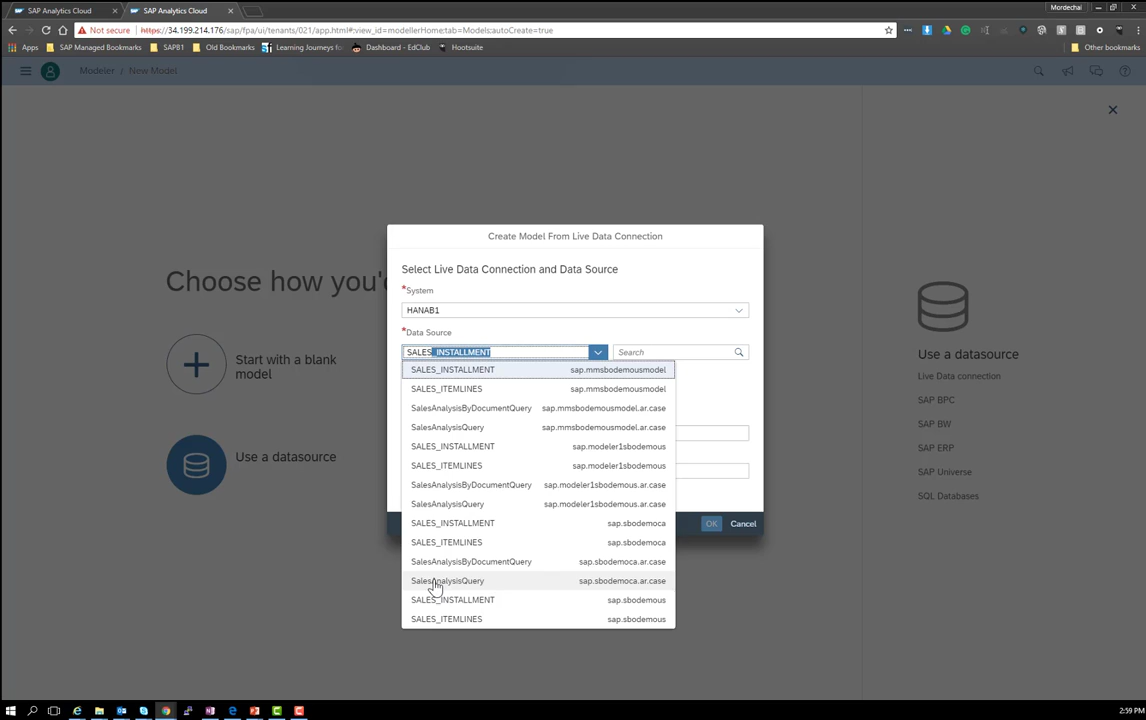 SAP Analytics Cloud
SAP Analytics Cloud
Mordechai
Not secure https://34.199.214.176/sap/fpa/ui/tenants/021/app.html#;view_id=modellerHome;tab=Models;autoCreate=true
Apps SAP Managed Bookmarks SAPB1 Old Bookmarks Learning Journeys for Dashboard - EdClub Hootsuite Other bookmarks
Modeler / New Model
Choose how you'd
Start with a blank
model
Use a datasource
Create Model From Live Data Connection
Select Live Data Connection and Data Source
*System
HANAB1
*Data Source
SALES_INSTALLMENT Search
SALES_INSTALLMENT sap.mmsbodemousmodel
SALES_ITEMLINES sap.mmsbodemousmodel
SalesAnalysisByDocumentQuery sap.mmsbodemousmodel.ar.case
SalesAnalysisQuery sap.mmsbodemousmodel.ar.case
SALES_INSTALLMENT sap.modeler1sbodemous
SALES_ITEMLINES sap.modeler1sbodemous
SalesAnalysisByDocumentQuery sap.modeler1sbodemous.ar.case
SalesAnalysisQuery sap.modeler1sbodemous.ar.case
SALES_INSTALLMENT sap.sbodemoca
SALES_ITEMLINES sap.sbodemoca
SalesAnalysisByDocumentQuery sap.sbodemoca.ar.case
SalesAnalysisQuery sap.sbodemoca.ar.case
SALES_INSTALLMENT sap.sbodemous
SALES_ITEMLINES sap.sbodemous
OK Cancel
Use a datasource
Live Data connection
SAP BPC
SAP BW
SAP ERP
SAP Universe
SQL Databases
2:59 PM